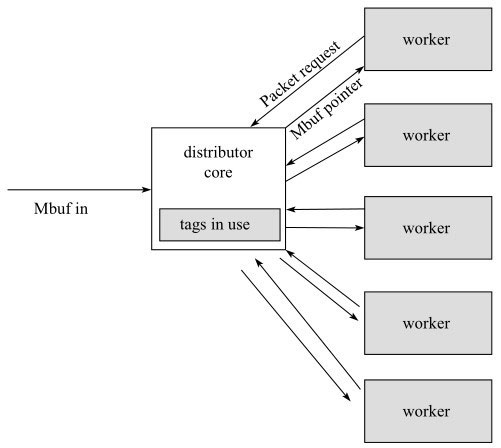 worker
Packet request
Mbuf pointer
worker
distributor
core
Mbuf in
tags in use
worker
worker
worker